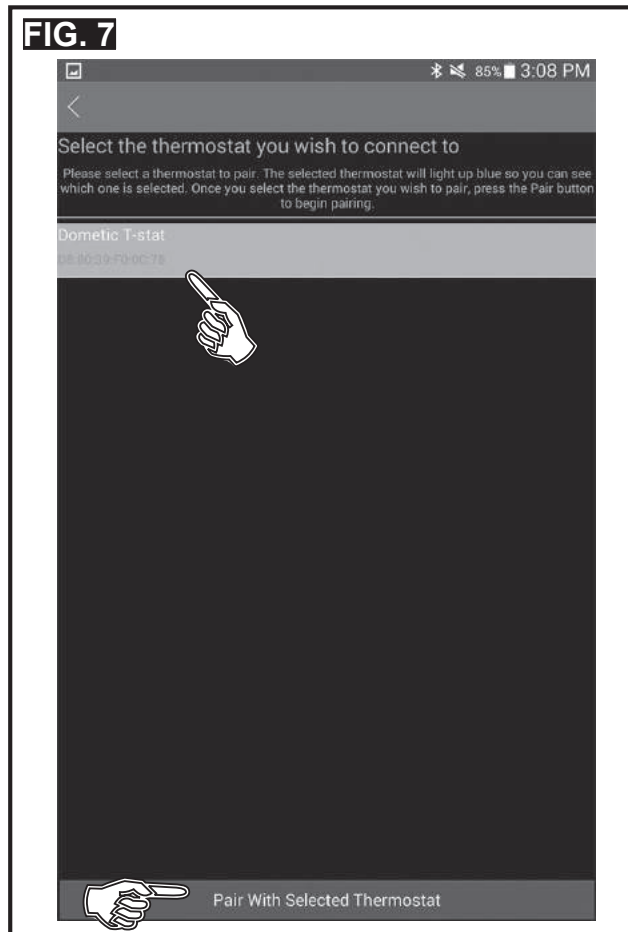 FIG. 7
85% 3:08 PM
Select the thermostat you wish to connect to
Please select a thermostat to pair. The selected thermostat will light up blue so you can see
which one is selected. Once you select the thermostat you wish to pair, press the Pair button
to begin pairing.
Dometic T-stat
Pair With Selected Thermostat